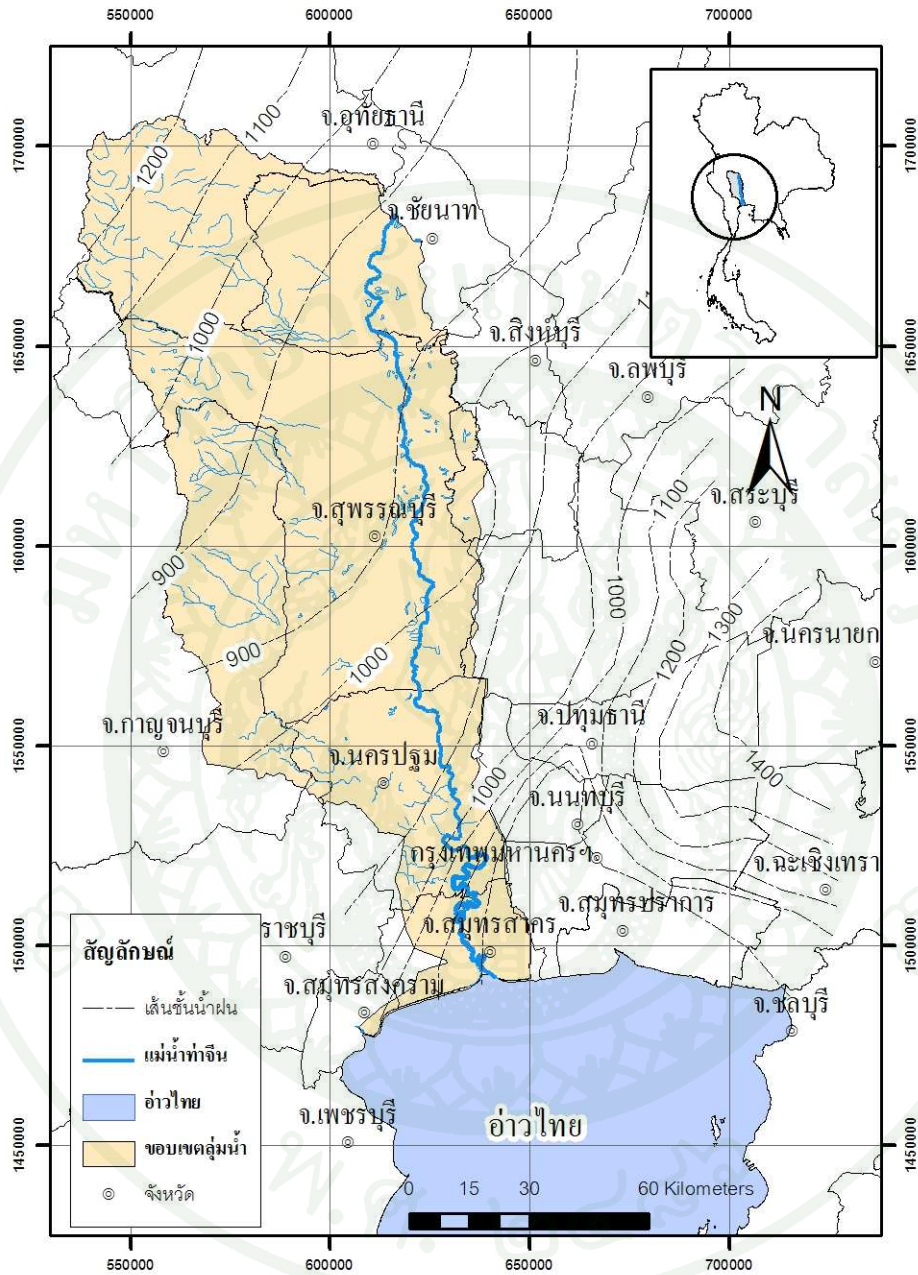 550000 600000 650000 700000
1700000
1650000
1600000
1550000
1500000
1450000
1700000
1650000
1600000
1550000
1500000
1450000
1100
จ.อุทัยธานี
1200
จ.ชัยนาท
1000
จ.สิงห์บุรี
จ.ลพบุรี
N
1100
จ.สระบุรี
จ.สุพรรณบุรี
900
1000
1300
จ.นครนายก
900
1200
1000
จ.กาญจนบุรี
จ.ปทุมธานี
จ.นครปฐม
1000
1400
จ.นนทบุรี
กรุงเทพมหานครฯ
จ.ฉะเชิงเทรา
จ.สมุทรปราการ
จ.สมุทรสาคร
ราชบุรี
จ.สมุทรสงคราม
จ.ชลบุรี
จ.เพชรบุรี
อ่าวไทย
สัญลักษณ์
เส้นชั้นน้ำฝน
แม่น้ำท่าจีน
อ่าวไทย
ขอบเขตลุ่มน้ำ
จังหวัด
0 15 30 60 Kilometers
550000 600000 650000 700000